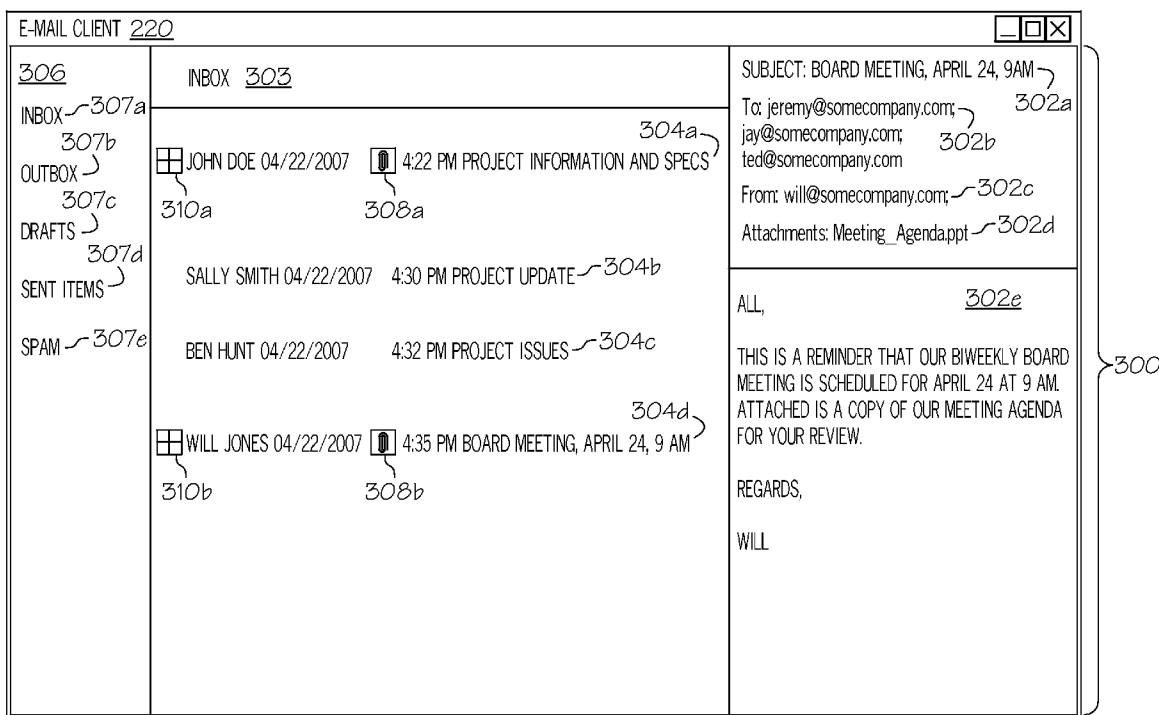 E-MAIL CLIENT 220
306
INBOX 307a
307b
OUTBOX
307c
DRAFTS
307d
SENT ITEMS
SPAM 307e
INBOX 303
304a
JOHN DOE 04/22/2007 4:22 PM PROJECT INFORMATION AND SPECS
310a 308a
SALLY SMITH 04/22/2007 4:30 PM PROJECT UPDATE 304b
BEN HUNT 04/22/2007 4:32 PM PROJECT ISSUES 304c
304d
WILL JONES 04/22/2007 4:35 PM BOARD MEETING, APRIL 24, 9 AM
310b 308b
SUBJECT: BOARD MEETING, APRIL 24, 9AM
302a
To: jeremy@somecompany.com;
jay@somecompany.com; 302b
ted@somecompany.com
From: will@somecompany.com; 302c
Attachments: Meeting_Agenda.ppt 302d
302e
ALL,
THIS IS A REMINDER THAT OUR BIWEEKLY BOARD
MEETING IS SCHEDULED FOR APRIL 24 AT 9 AM.
ATTACHED IS A COPY OF OUR MEETING AGENDA
FOR YOUR REVIEW.
REGARDS,
WILL
300